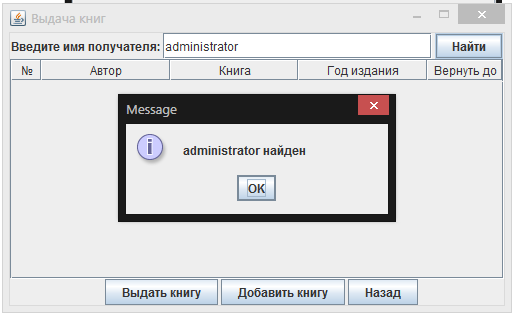 Выдача книг
Введите имя получателя: administrator Найти
№ Автор Книга Год издания Вернуть до
Message
administrator найден
OK
Выдать книгу Добавить книгу Назад